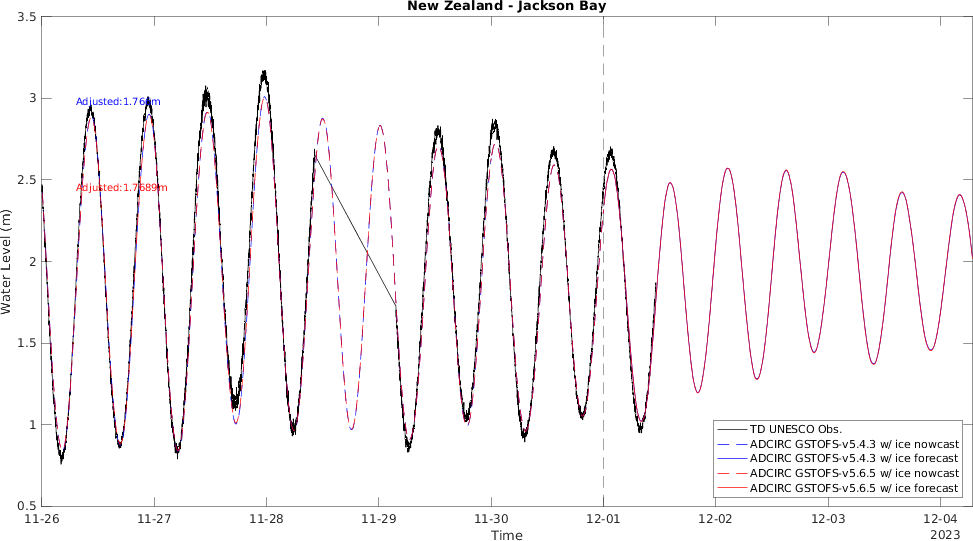 New Zealand - Jackson Bay
3.5
3
2.5
2
1.5
1
0.5
Water Level (m)
Adjusted:1.769m
Adjusted:1.7689m
TD UNESCO Obs.
ADCIRC GSTOFS-v5.4.3 w/ ice nowcast
ADCIRC GSTOFS-v5.4.3 w/ ice forecast
ADCIRC GSTOFS-v5.6.5 w/ ice nowcast
ADCIRC GSTOFS-v5.6.5 w/ ice forecast
11-26 11-27 11-28 11-29 11-30 12-01 12-02 12-03 12-04
Time
2023